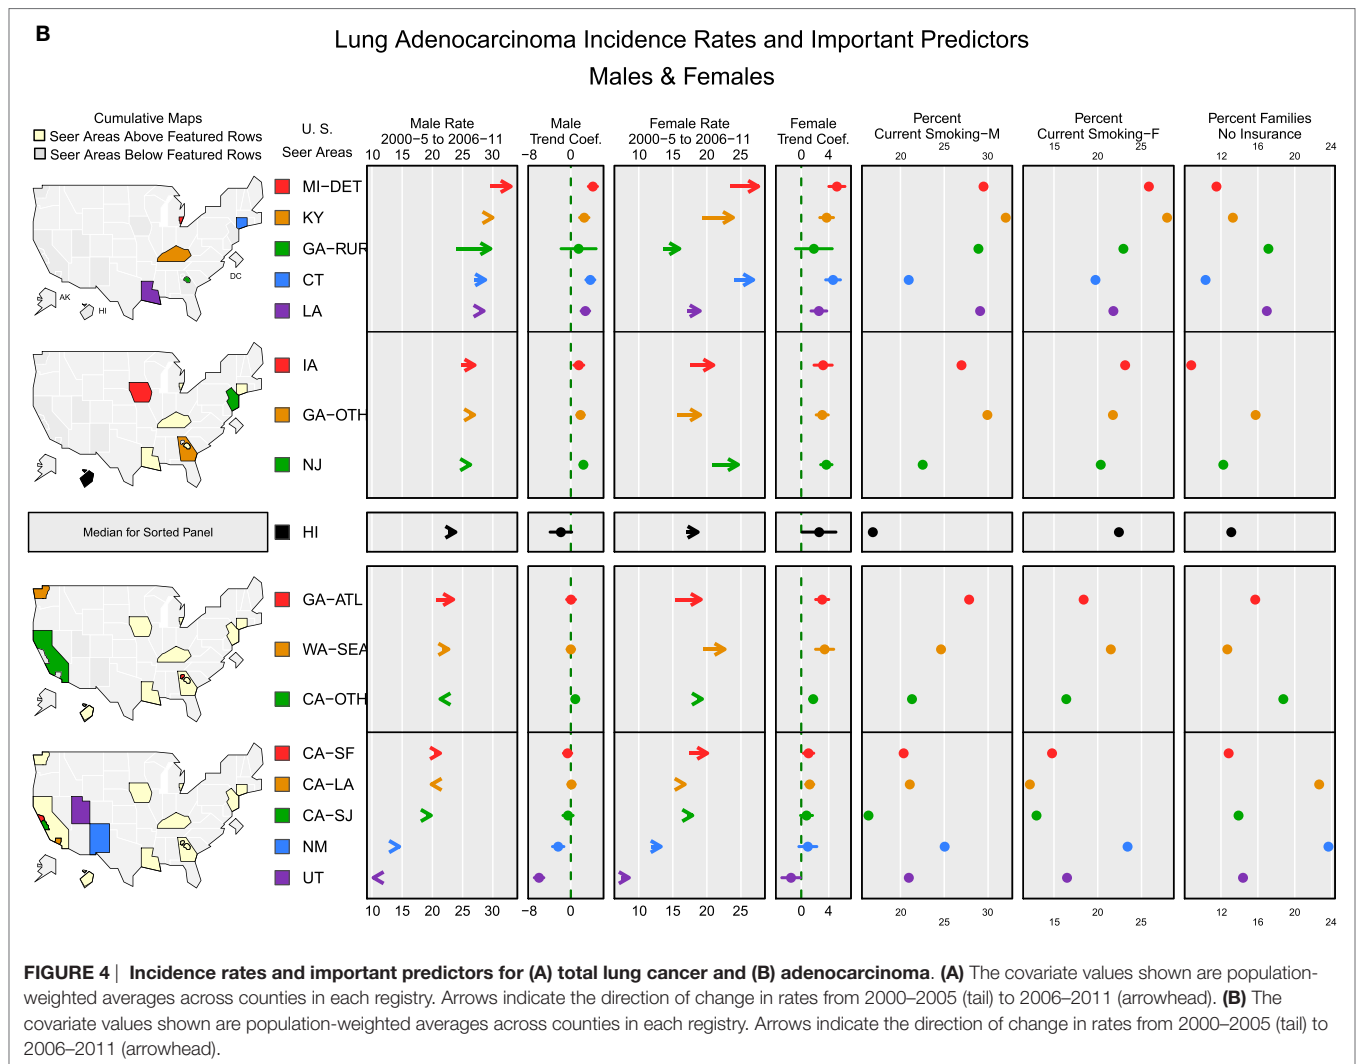 B
Lung Adenocarcinoma Incidence Rates and Important Predictors
Males & Females
Cumulative Maps
Seer Areas Above Featured Rows
Seer Areas Below Featured Rows
U. S.
Seer Areas
Male Rate
2000−5 to 2006−11
10 15 20 25 30
Male
Trend Coef.
−8 0
Female Rate
2000−5 to 2006−11
10 15 20 25
Female
Trend Coef.
0 4
Percent
Current Smoking−M
20 30
25
Percent
Current Smoking−F
15 25
20
Percent Families
No Insurance
24
12 16 20
MI−DET
KY
GA−RUR
CT
LA
DC
AK
HI
IA
GA−OTH
NJ
Median for Sorted Panel
HI
GA−ATL
WA−SEA
CA−OTH
CA−SF
CA−LA
CA−SJ
NM
UT
10 15 20 25 30
−8 0
10 15 20 25
0 4
20 30
25
20
15 25
12 16 20
24
FIGURE 4 | Incidence rates and important predictors for (A) total lung cancer and (B) adenocarcinoma. (A) The covariate values shown are population-
weighted averages across counties in each registry. Arrows indicate the direction of change in rates from 2000–2005 (tail) to 2006–2011 (arrowhead). (B) The
covariate values shown are population-weighted averages across counties in each registry. Arrows indicate the direction of change in rates from 2000–2005 (tail) to
2006–2011 (arrowhead).